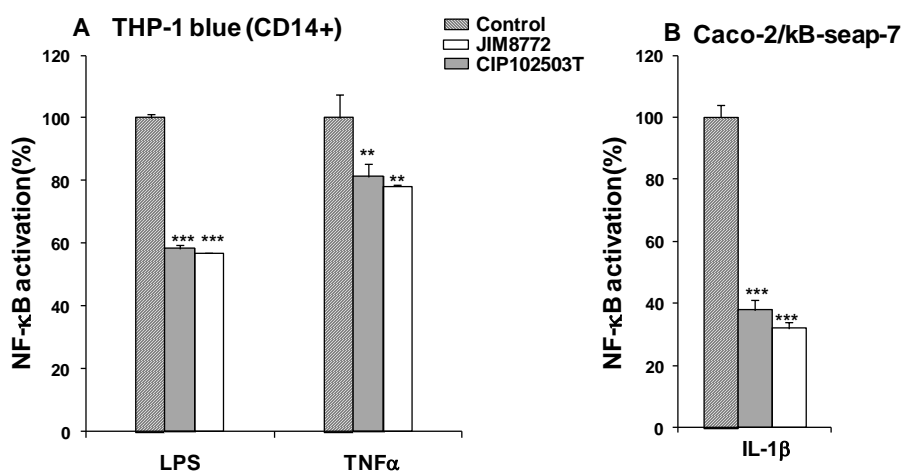 A THP-1 blue (CD14+)
Control
JIM8772
CIP102503T
B Caco-2/kB-seap-7
NF-κB activation(%)
120
100
80
60
40
20
0
***
***
**
**
LPS
TNFα
NF-κB activation(%)
120
100
80
60
40
20
0
***
***
IL-1β